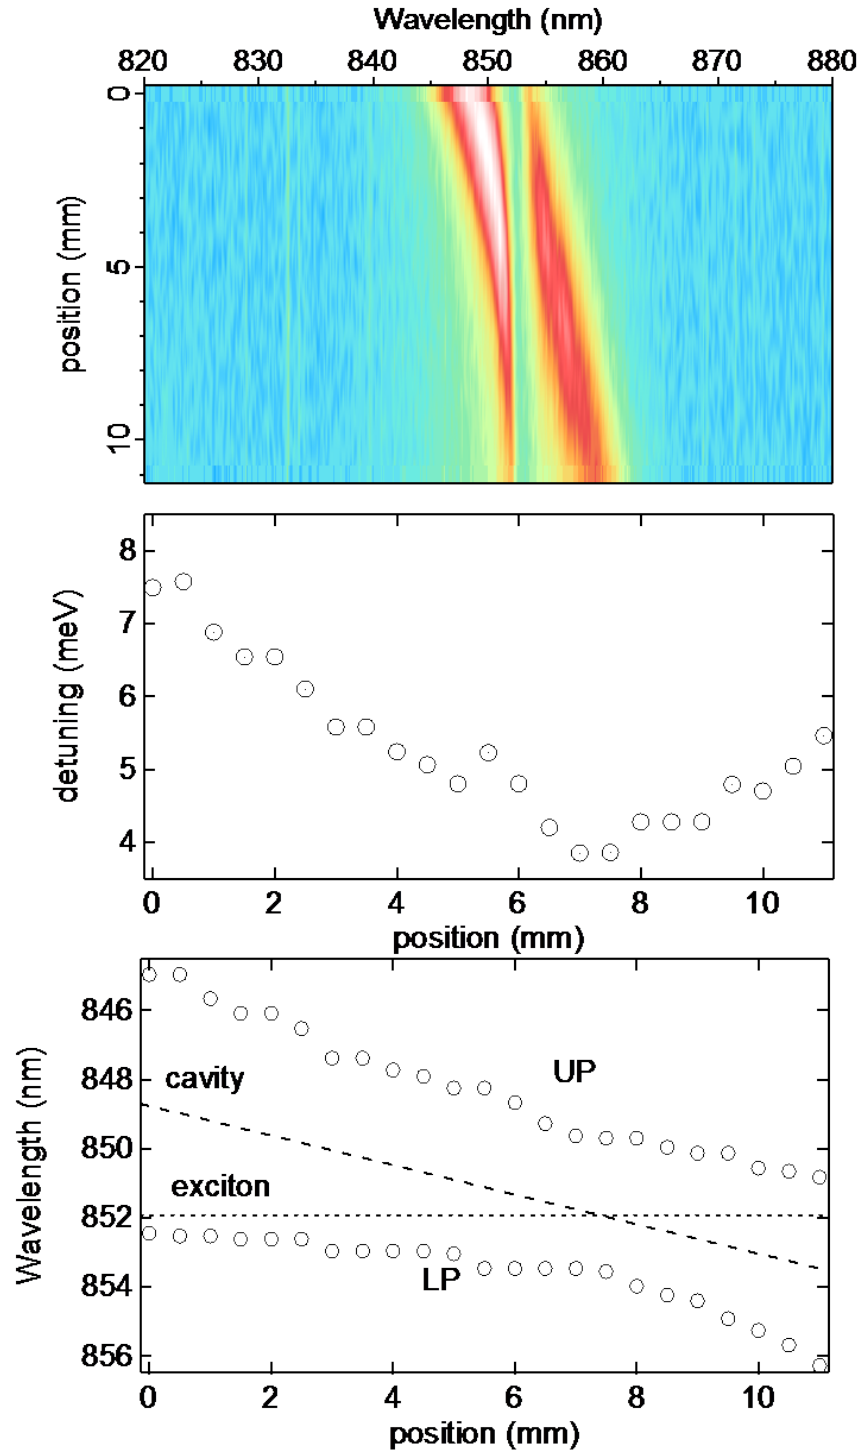 Wavelength (nm)
820 830 840 850 860 870 880
0
5
10
position (mm)
8
7
6
5
4
detuning (meV)
0 2 4 6 8 10
position (mm)
846
848
850
852
854
856
Wavelength (nm)
UP
cavity
exciton
LP
0 2 4 6 8 10
position (mm)